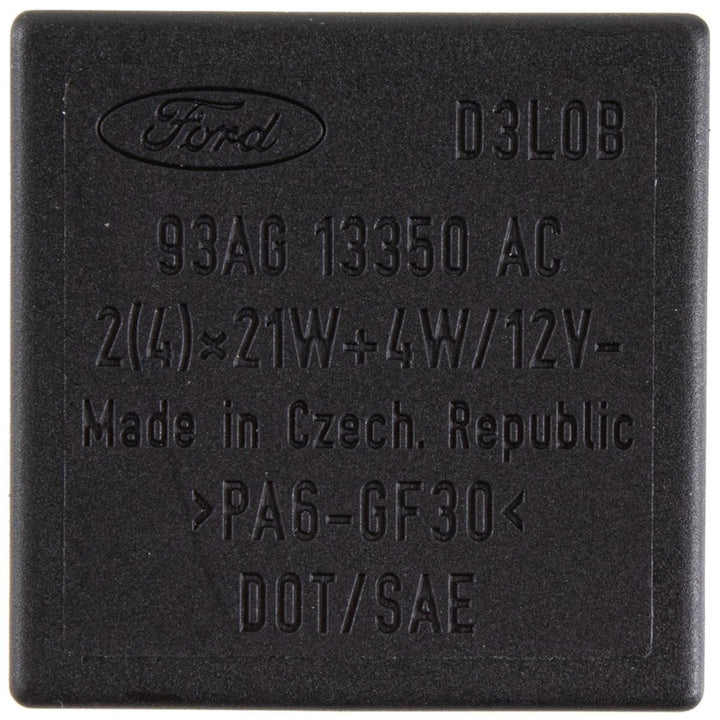 Ford D3L0B
93AG 13350 AC
2(4)×21W+4W/12V-
Made in Czech. Republic
>PA6-GF30<
DOT/SAE